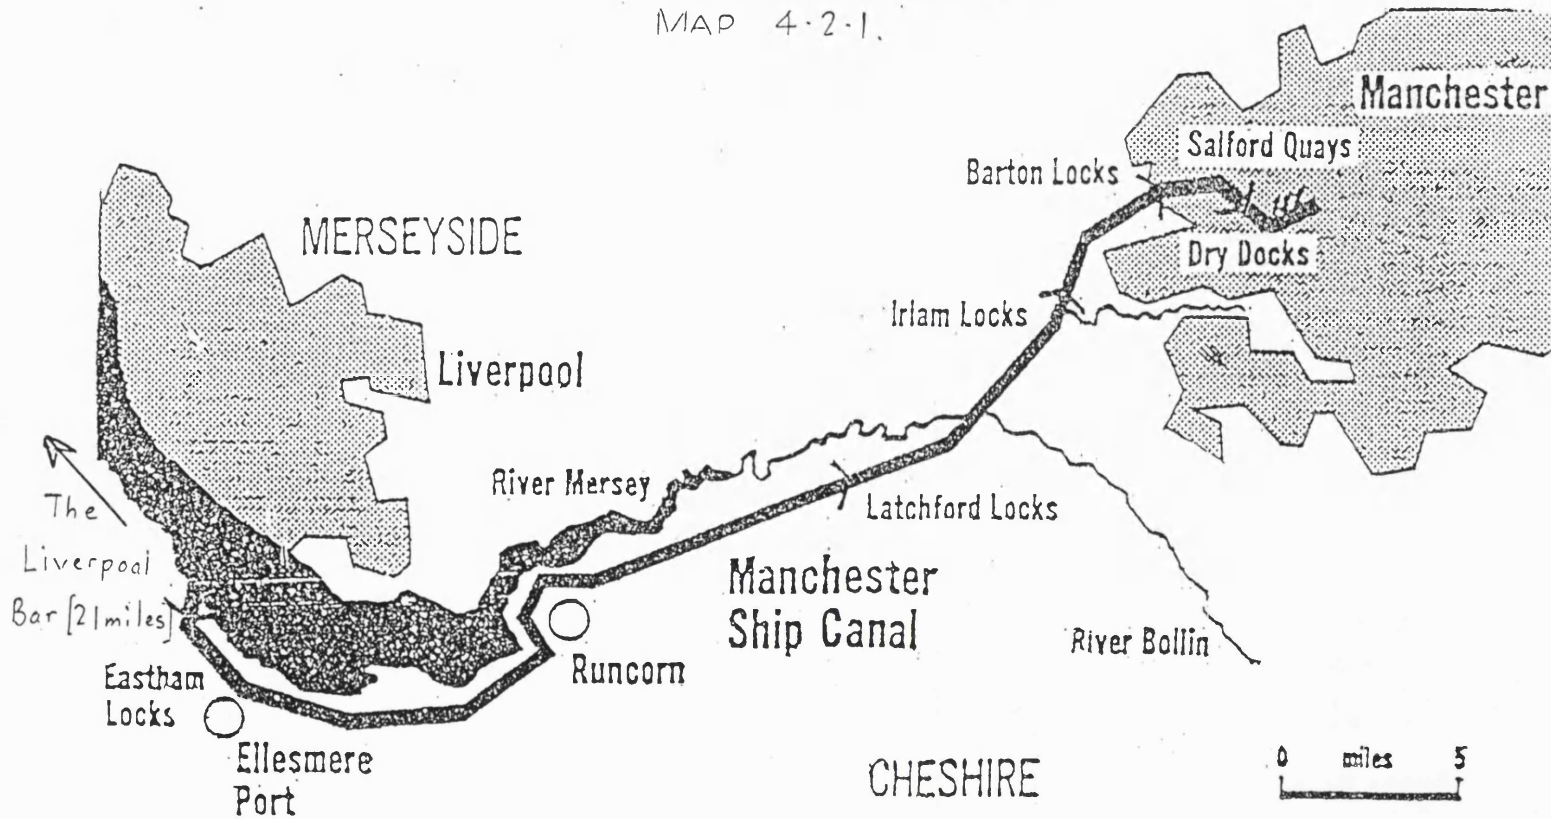 MAP 4·2·1.
Manchester
Salford Quays
Barton Locks
MERSEYSIDE
Dry Docks
Irlam Locks
Liverpool
River Mersey
The
Liverpool
Bar [21 miles]
Latchford Locks
Manchester
Ship Canal
River Bollin
Runcorn
Eastham
Locks
Ellesmere
Port
CHESHIRE
0 miles 5